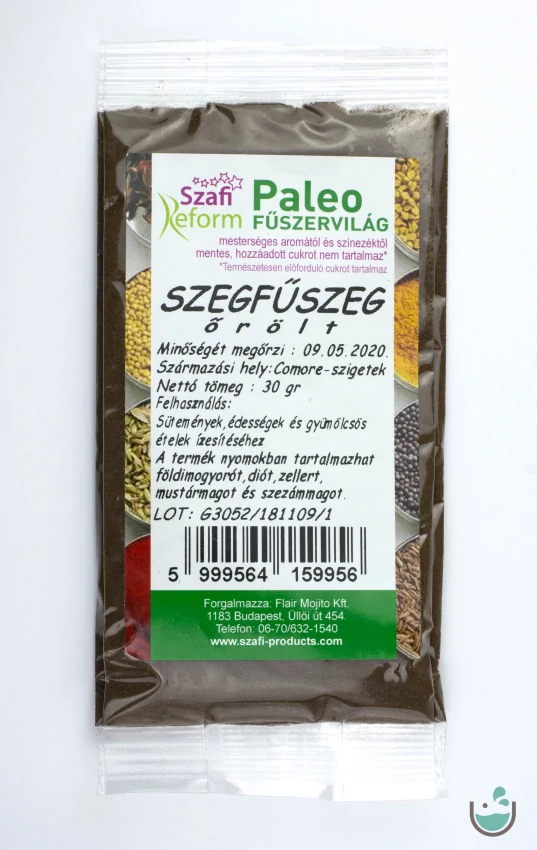 Szafi
Reform
Paleo
FŰSZERVILÁG
mesterséges aromától és színezéktől
mentes, hozzáadott cukrot nem tartalmaz*
*Természetesen előforduló cukrot tartalmaz
SZEGFŰSZEG
őrölt
Minőségét megőrzi : 09.05.2020.
Származási hely:Comore-szigetek
Nettó tömeg : 30 gr
Felhasználás:
Sütemények,édességek és gyümölcsös
ételek ízesítéséhez
A termék nyomokban tartalmazhat
földimogyorót,diót,zellert,
mustármagot és szezámmagot.
LOT: G3052/181109/1
5 999564 159956
Forgalmazza: Flair Mojito Kft.
1183 Budapest, Üllői út 454.
Telefon: 06-70/632-1540
www.szafi-products.com